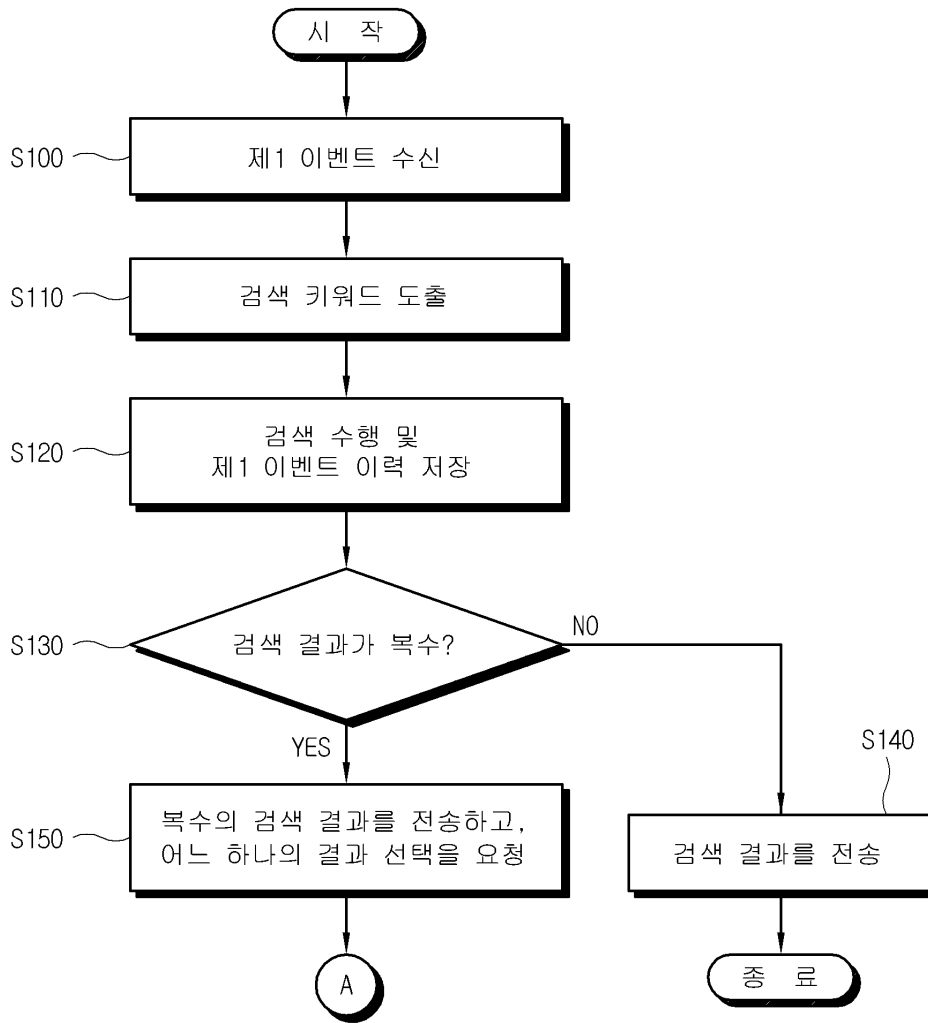 시 작
S100
제1 이벤트 수신
S110
검색 키워드 도출
S120
검색 수행 및
제1 이벤트 이력 저장
S130
검색 결과가 복수?
NO
YES
S140
S150
복수의 검색 결과를 전송하고,
어느 하나의 결과 선택을 요청
검색 결과를 전송
A
종 료